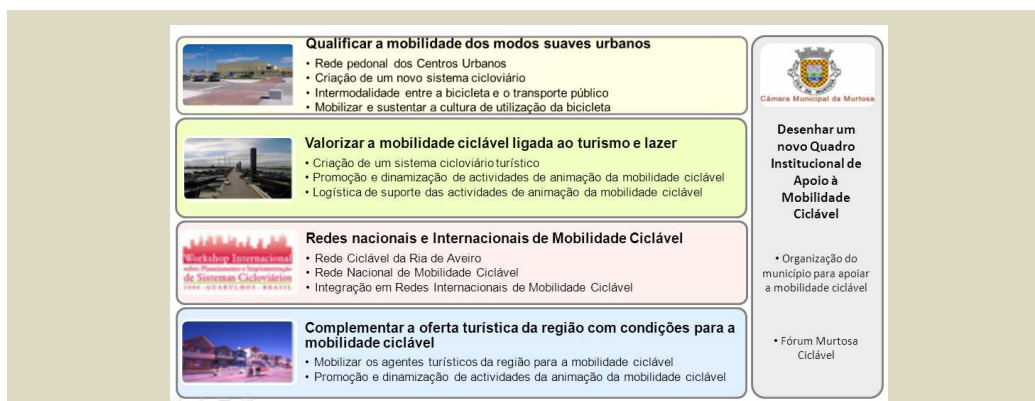 Qualificar a mobilidade dos modos suaves urbanos
• Rede pedonal dos Centros Urbanos
• Criação de um novo sistema cicloviário
• Intermodalidade entre a bicicleta e o transporte público
• Mobilizar e sustentar a cultura de utilização da bicicleta
Valorizar a mobilidade ciclável ligada ao turismo e lazer
• Criação de um sistema cicloviário turístico
• Promoção e dinamização de actividades de animação da mobilidade ciclável
• Logística de suporte das actividades de animação da mobilidade ciclável
Workshop Internacional
sobre Planejamento e Implementação
de Sistemas Cicloviários
2006 - GUARULHOS - BRASIL
Redes nacionais e Internacionais de Mobilidade Ciclável
• Rede Ciclável da Ria de Aveiro
• Rede Nacional de Mobilidade Ciclável
• Integração em Redes Internacionais de Mobilidade Ciclável
Complementar a oferta turística da região com condições para a
mobilidade ciclável
• Mobilizar os agentes turísticos da região para a mobilidade ciclável
• Promoção e dinamização de actividades da animação da mobilidade ciclável
Câmara Municipal da Murtosa
Desenhar um
novo Quadro
Institucional de
Apoio à
Mobilidade
Ciclável
• Organização do
município para apoiar
a mobilidade ciclável
• Fórum Murtosa
Ciclável